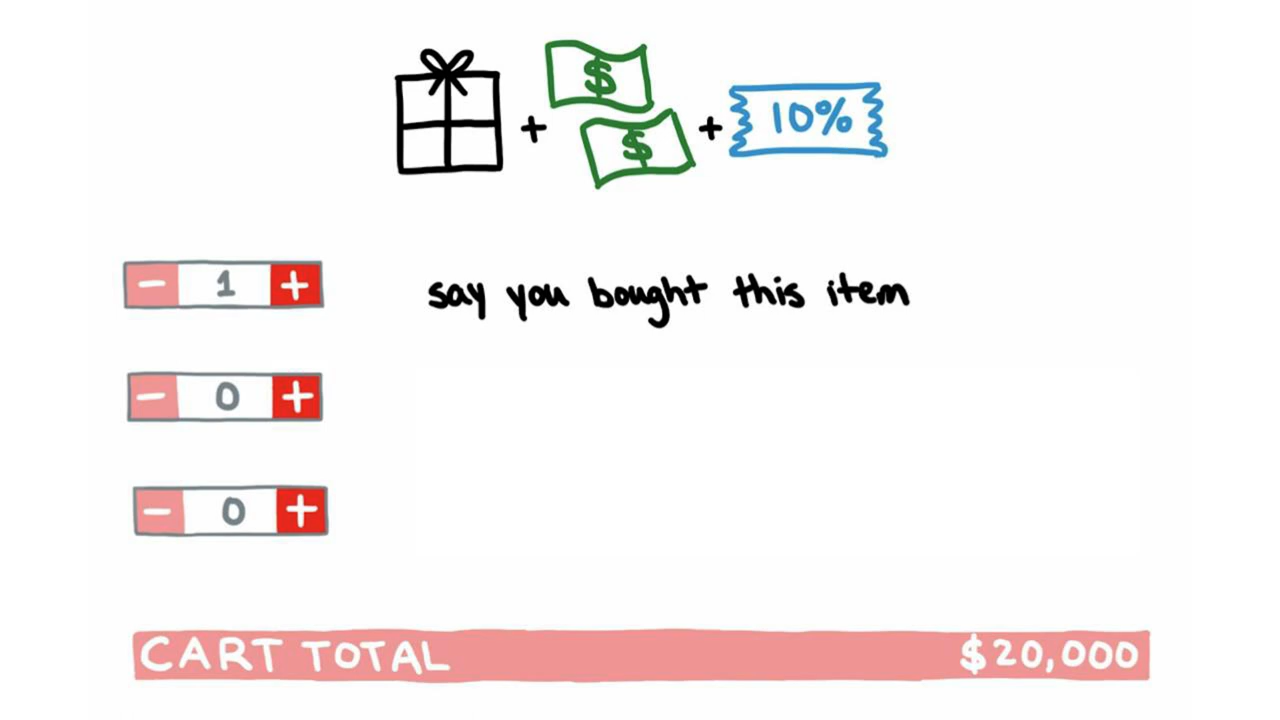 $
+ $ + 10%
− 1 + say you bought this item
− 0 +
− 0 +
CART TOTAL $20,000